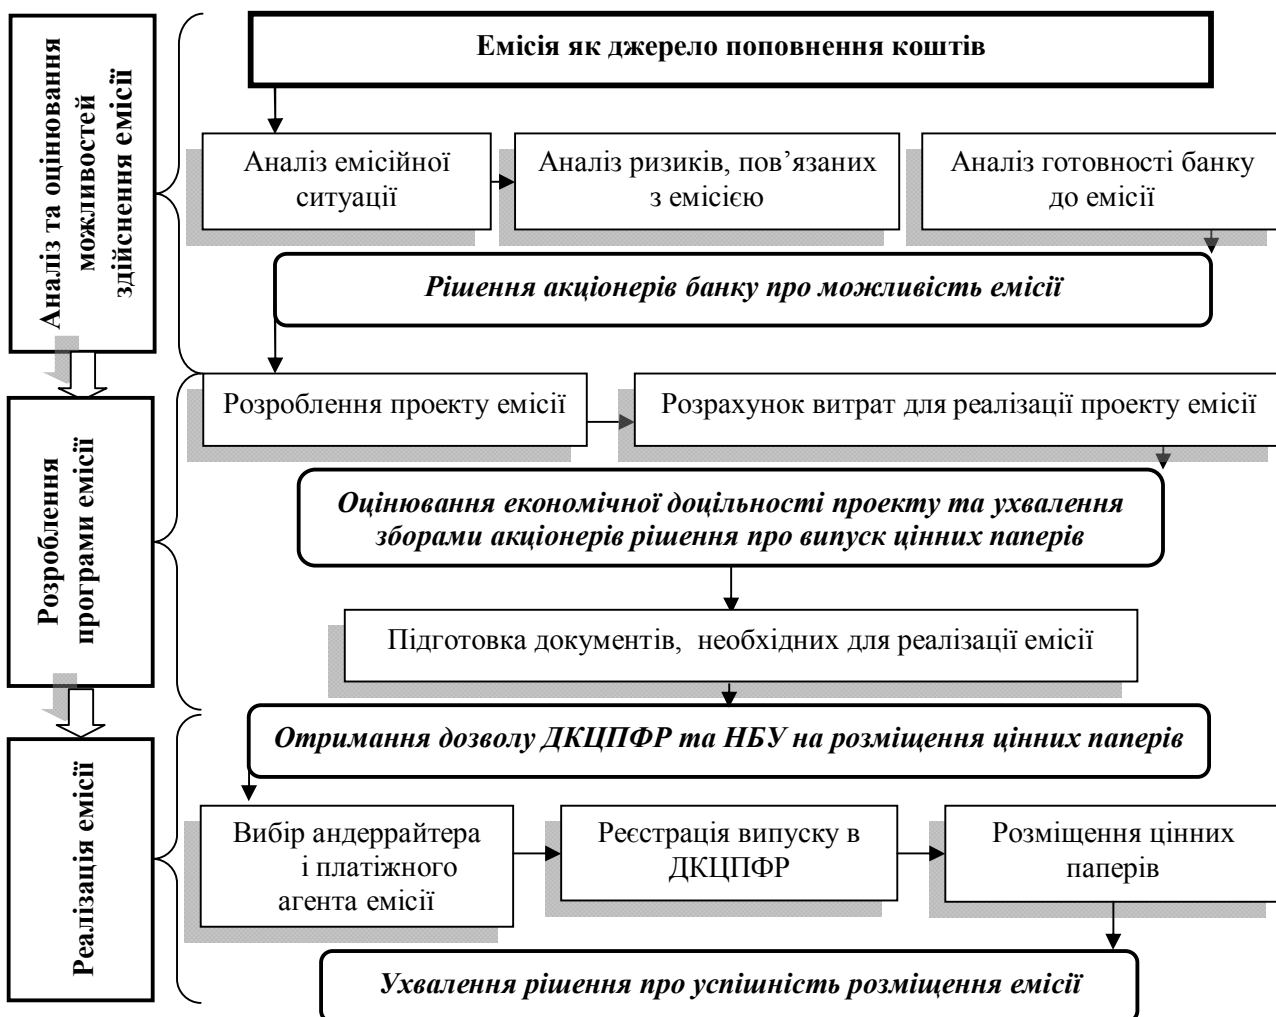 Емісія як джерело поповнення коштів
Аналіз та оцінювання
можливостей
здійснення емісії
Аналіз емісійної
ситуації
Аналіз ризиків, пов’язаних
з емісією
Аналіз готовності банку
до емісії
Рішення акціонерів банку про можливість емісії
Розроблення
програми емісії
Розроблення проекту емісії
Розрахунок витрат для реалізації проекту емісії
Оцінювання економічної доцільності проекту та ухвалення
зборами акціонерів рішення про випуск цінних паперів
Підготовка документів, необхідних для реалізації емісії
Реалізація емісії
Отримання дозволу ДКЦПФР та НБУ на розміщення цінних паперів
Вибір андеррайтера
і платіжного
агента емісії
Реєстрація випуску в
ДКЦПФР
Розміщення цінних
паперів
Ухвалення рішення про успішність розміщення емісії